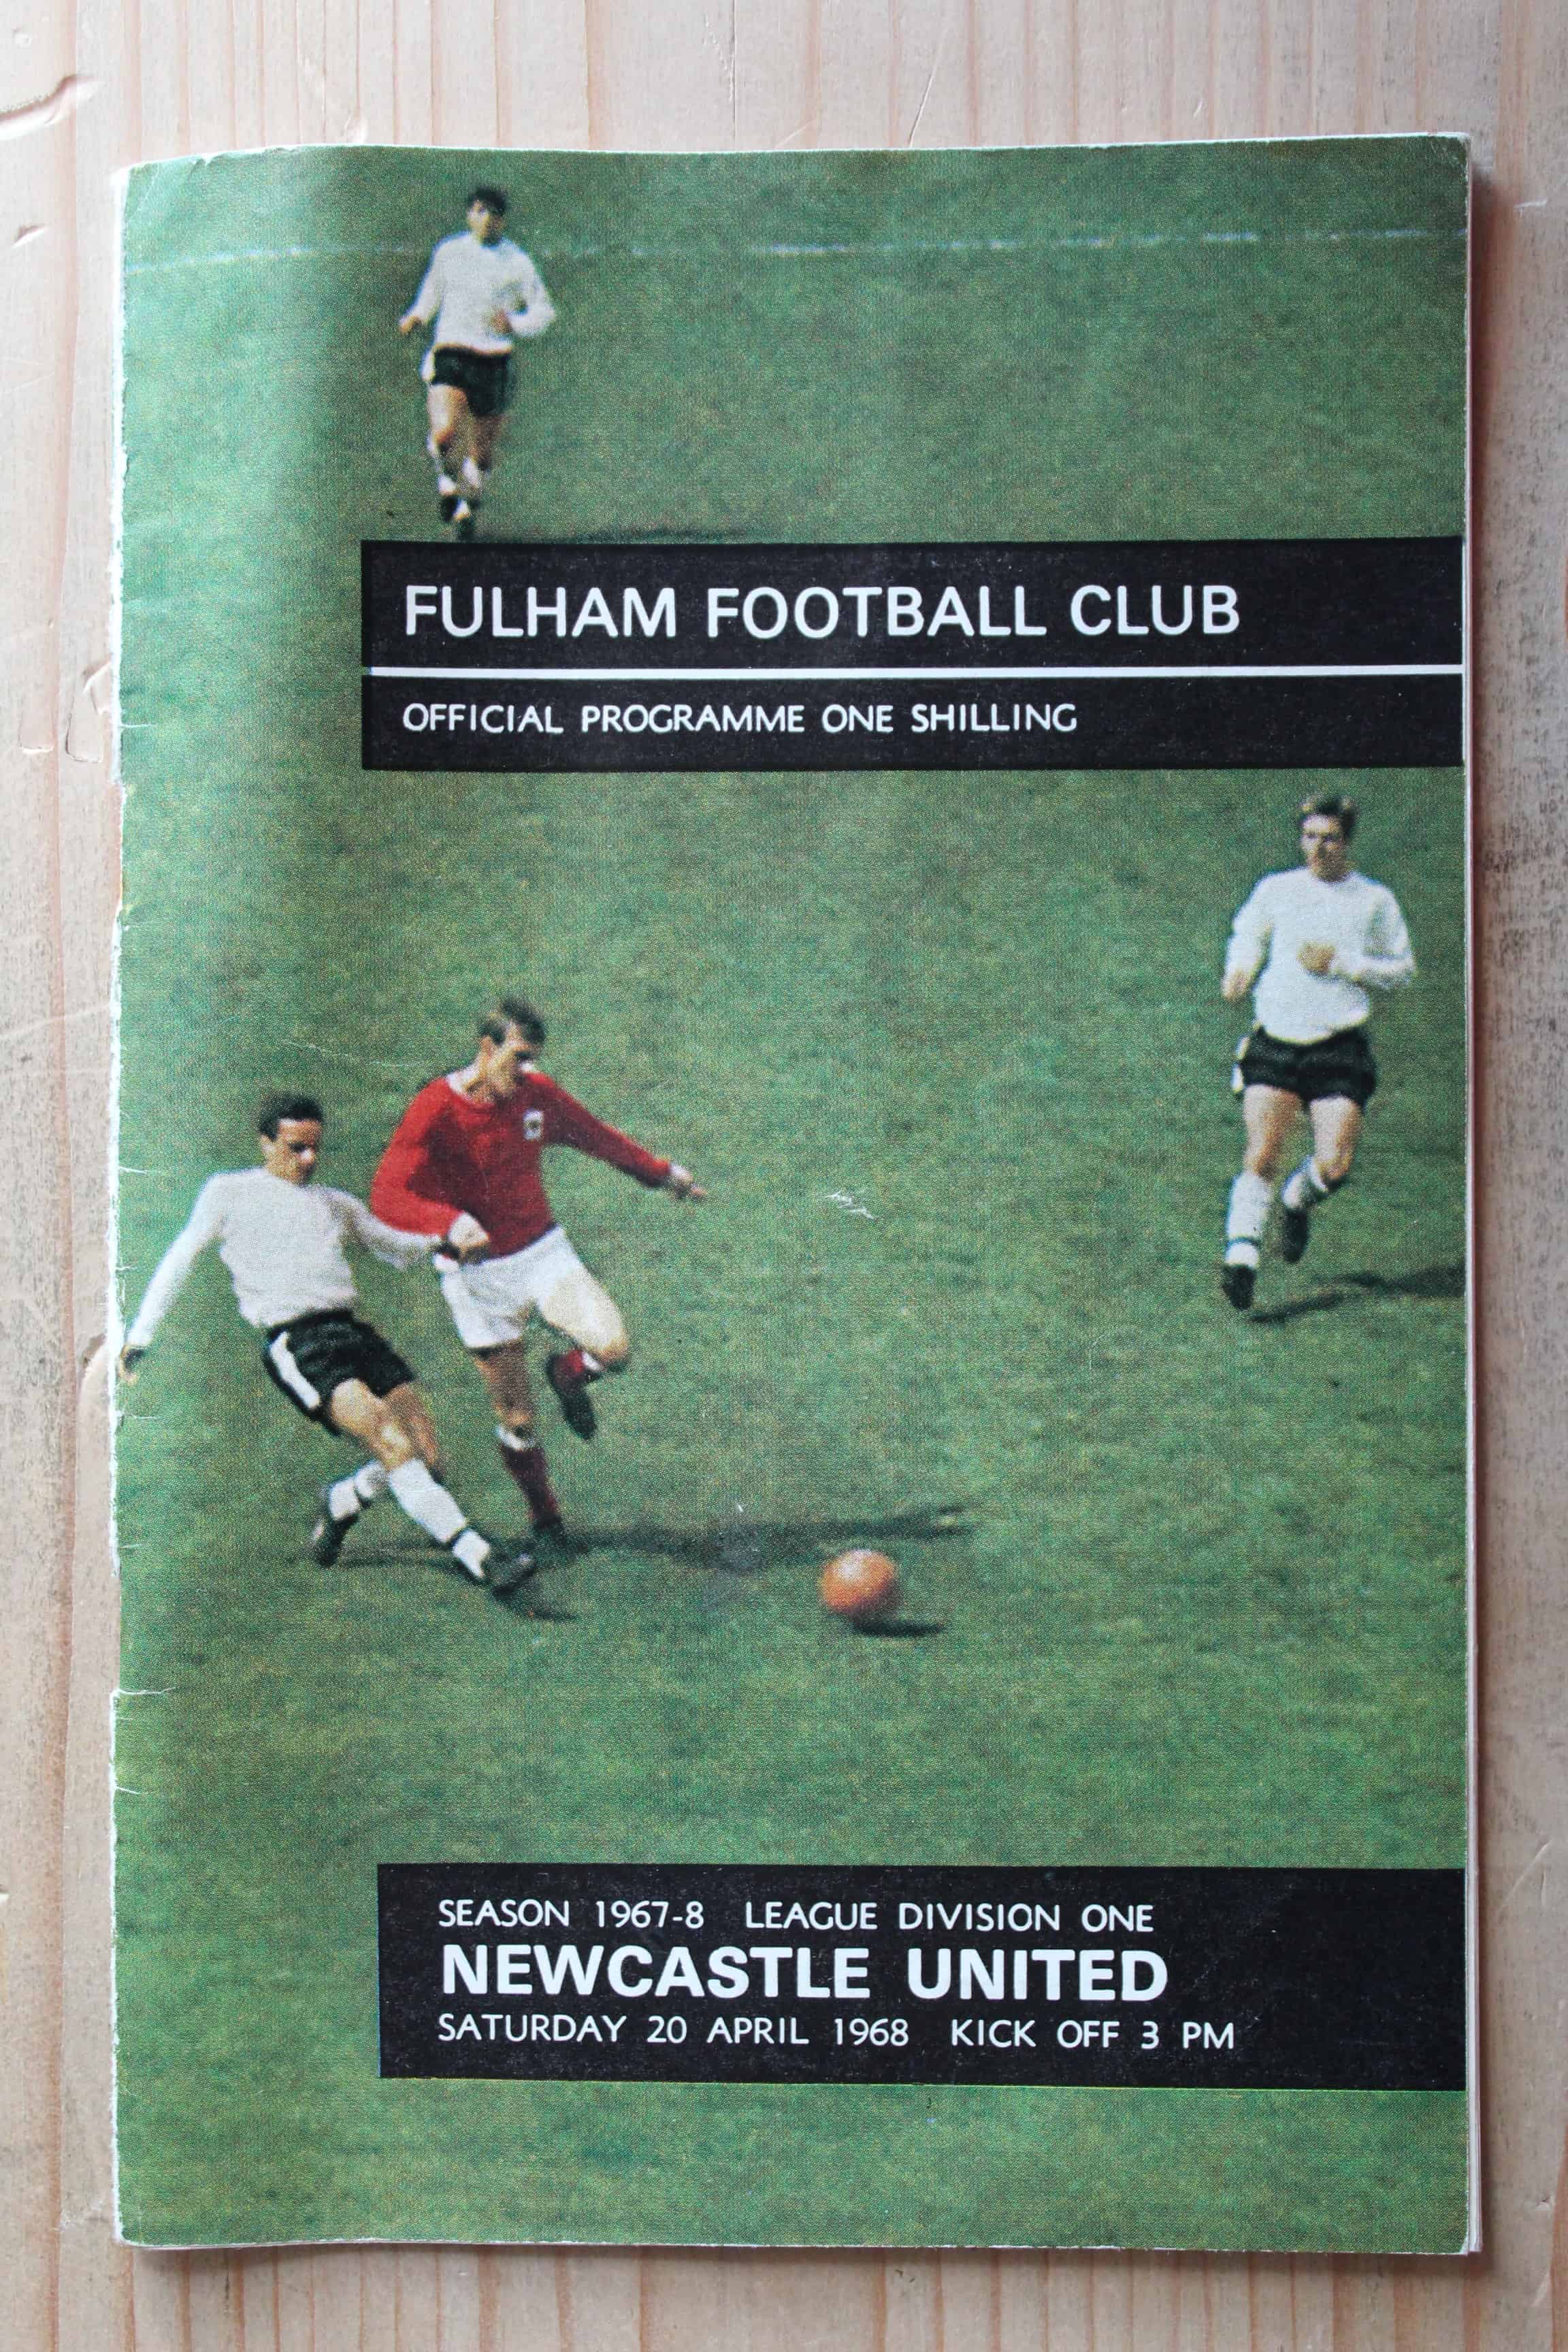 FULHAM FOOTBALL CLUB
OFFICIAL PROGRAMME ONE SHILLING
SEASON 1967-8 LEAGUE DIVISION ONE
NEWCASTLE UNITED
SATURDAY 20 APRIL 1968 KICK OFF 3 PM